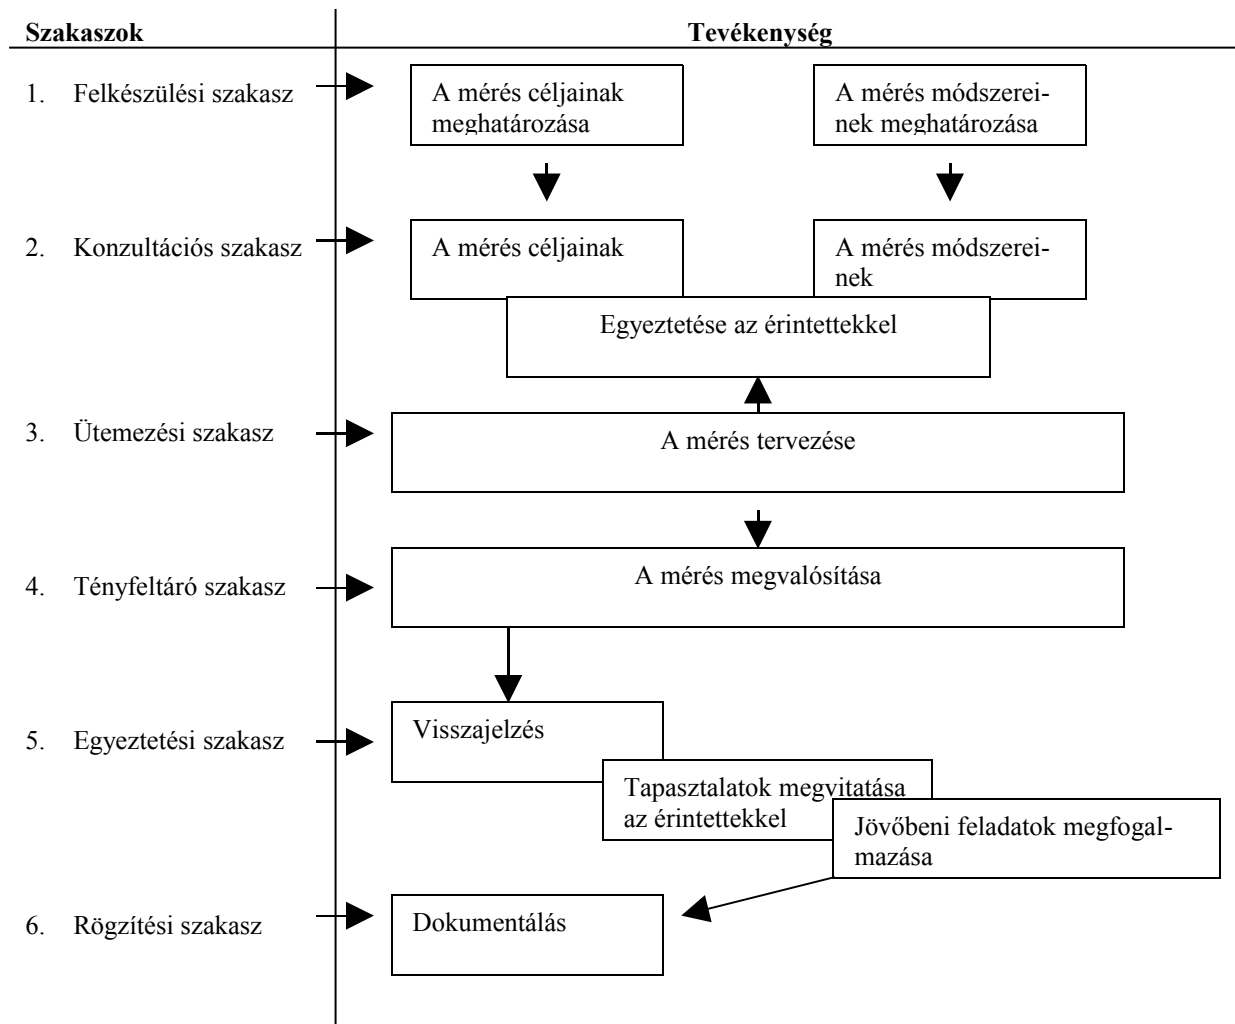 Szakaszok
Tevékenység
1. Felkészülési szakasz
A mérés céljainak
meghatározása
A mérés módszerei-
nek meghatározása
2. Konzultációs szakasz
A mérés céljainak
A mérés módszerei-
nek
Egyeztetése az érintettekkel
3. Ütemezési szakasz
A mérés tervezése
4. Tényfeltáró szakasz
A mérés megvalósítása
5. Egyeztetési szakasz
Visszajelzés
Tapasztalatok megvitatása
az érintettekkel
Jövőbeni feladatok megfogal-
mazása
6. Rögzítési szakasz
Dokumentálás